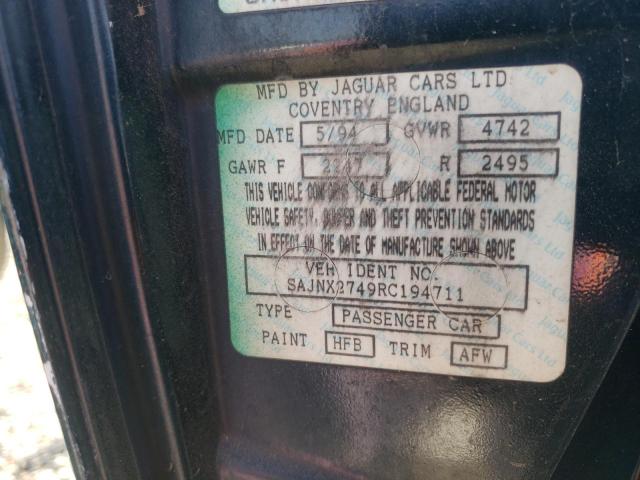 MFD BY JAGUAR CARS LTD
COVENTRY ENGLAND
MFD DATE 5/94 GVWR 4742
GAWR F 2247 R 2495
THIS VEHICLE CONFORMS TO ALL APPLICABLE FEDERAL MOTOR
VEHICLE SAFETY, BUMPER AND THEFT PREVENTION STANDARDS
IN EFFECT ON THE DATE OF MANUFACTURE SHOWN ABOVE
VEH IDENT NO.
SAJNX2749RC194711
TYPE PASSENGER CAR
PAINT HFB TRIM AFW